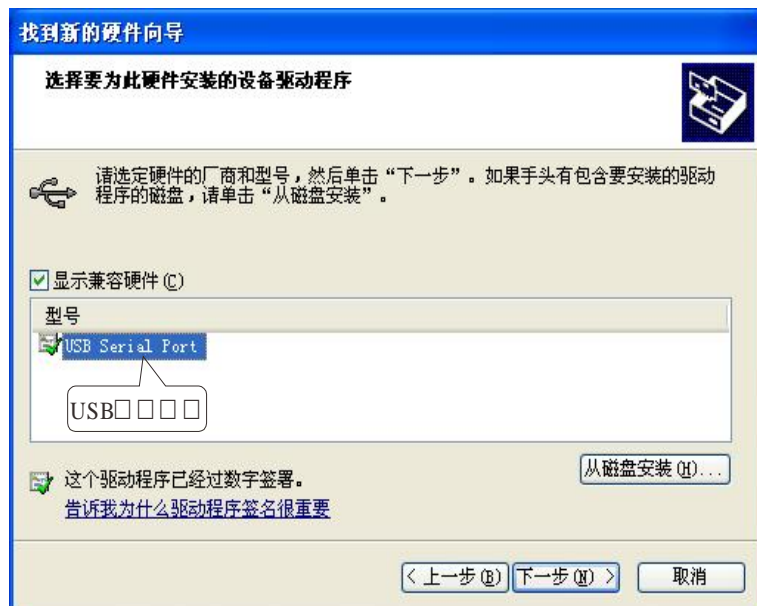 找到新的硬件向导
选择要为此硬件安装的设备驱动程序
请选定硬件的厂商和型号，然后单击“下一步”。如果手头有包含要安装的驱动
程序的磁盘，请单击“从磁盘安装”。
显示兼容硬件(C)
型号
USB Serial Port
USB□□□□
从磁盘安装(H)...
这个驱动程序已经过数字签署。
告诉我为什么驱动程序签名很重要
< 上一步(B) 下一步(N) > 取消